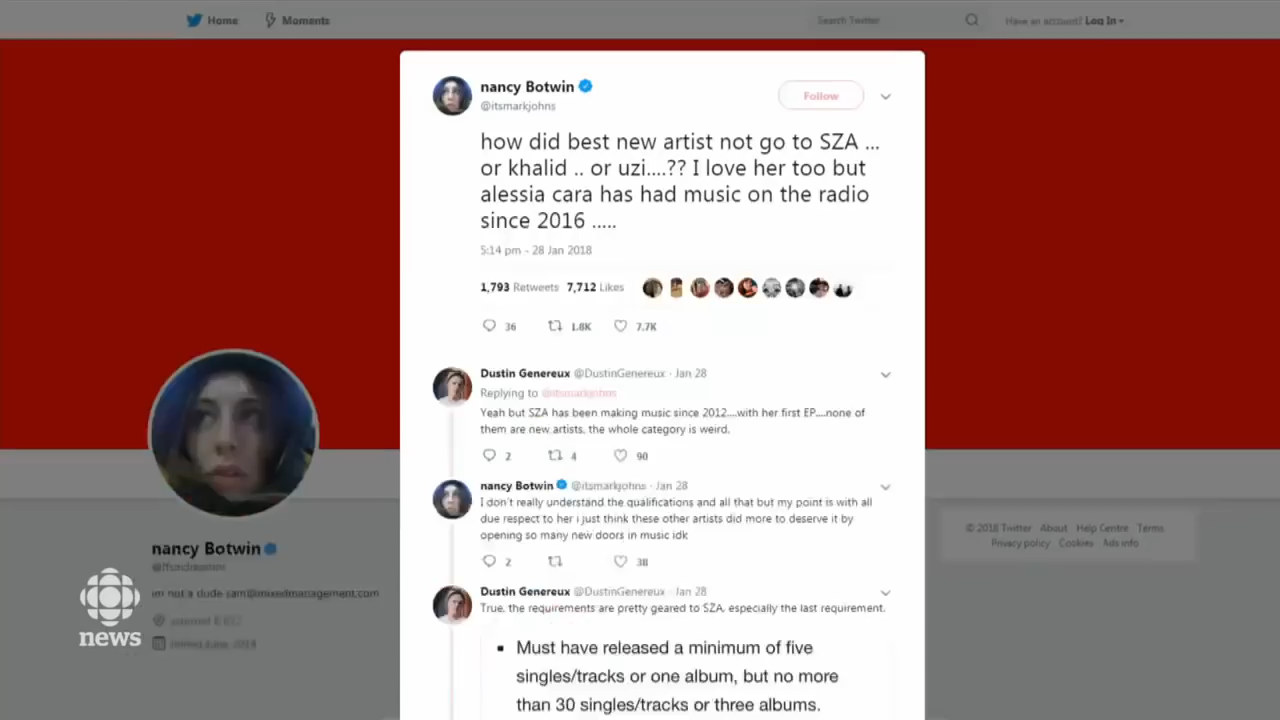 Home Moments Search Twitter Have an account? Log In
nancy Botwin
@itsmarkjohns
Follow
how did best new artist not go to SZA ...
or khalid .. or uzi....?? I love her too but
alessia cara has had music on the radio
since 2016 .....
5:14 pm - 28 Jan 2018
1,793 Retweets 7,712 Likes
36 1.8K 7.7K
Dustin Genereux @DustinGenereux · Jan 28
Replying to @itsmarkjohns
Yeah but SZA has been making music since 2012....with her first EP....none of
them are new artists, the whole category is weird.
2 4 90
nancy Botwin @itsmarkjohns · Jan 28
I don't really understand the qualifications and all that but my point is with all
due respect to her i just think these other artists did more to deserve it by
opening so many new doors in music idk
2 38
Dustin Genereux @DustinGenereux · Jan 28
True, the requirements are pretty geared to SZA, especially the last requirement.
▪ Must have released a minimum of five
singles/tracks or one album, but no more
than 30 singles/tracks or three albums.
nancy Botwin
im not a dude sam@mixedmanagement.com
news
© 2018 Twitter About Help Centre Terms
Privacy policy Cookies Ads info